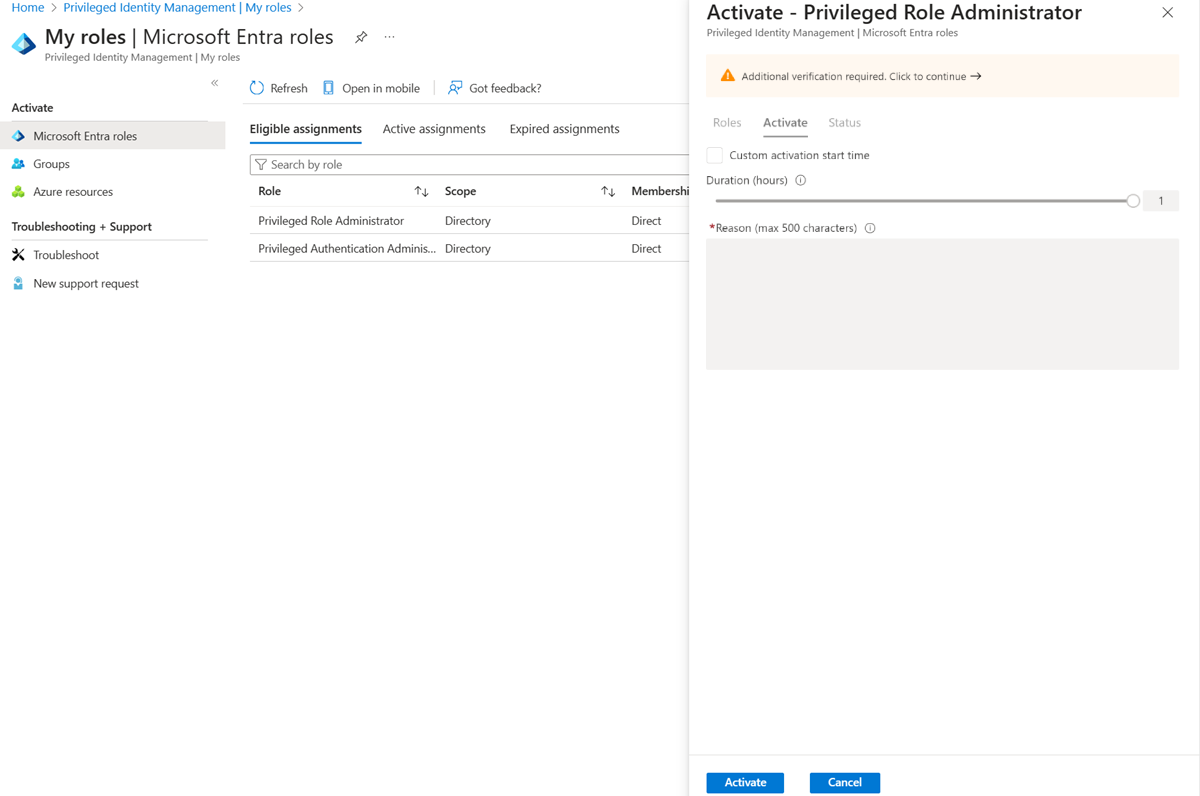 Home > Privileged Identity Management | My roles >
My roles | Microsoft Entra roles ...
Privileged Identity Management | My roles
«
Activate
Microsoft Entra roles
Groups
Azure resources
Troubleshooting + Support
Troubleshoot
New support request
Refresh Open in mobile Got feedback?
Eligible assignments Active assignments Expired assignments
Search by role
Role Scope Membershi
Privileged Role Administrator Directory Direct
Privileged Authentication Adminis... Directory Direct
Activate - Privileged Role Administrator
Privileged Identity Management | Microsoft Entra roles
Additional verification required. Click to continue →
Roles Activate Status
Custom activation start time
Duration (hours)
1
*Reason (max 500 characters)
Activate Cancel